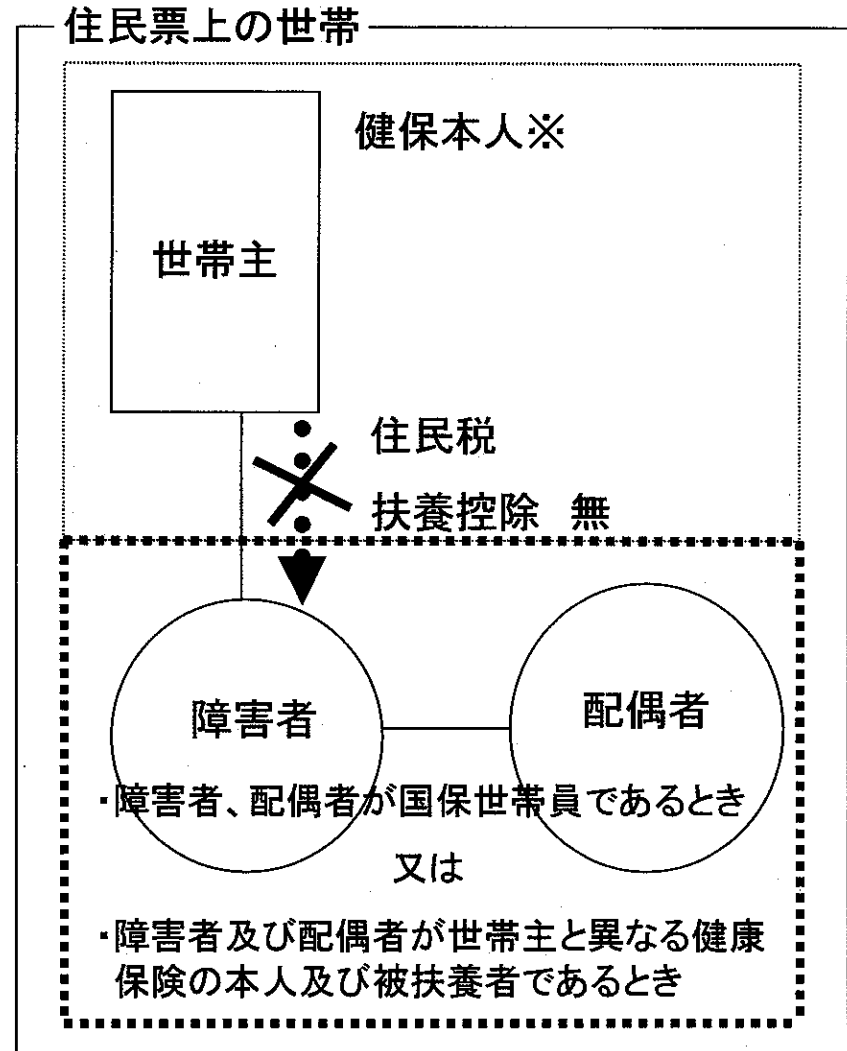 住民票上の世帯
健保本人※
世帯主
住民税
扶養控除 無
障害者
配偶者
・障害者、配偶者が国保世帯員であるとき
又は
・障害者及び配偶者が世帯主と異なる健康
保険の本人及び被扶養者であるとき